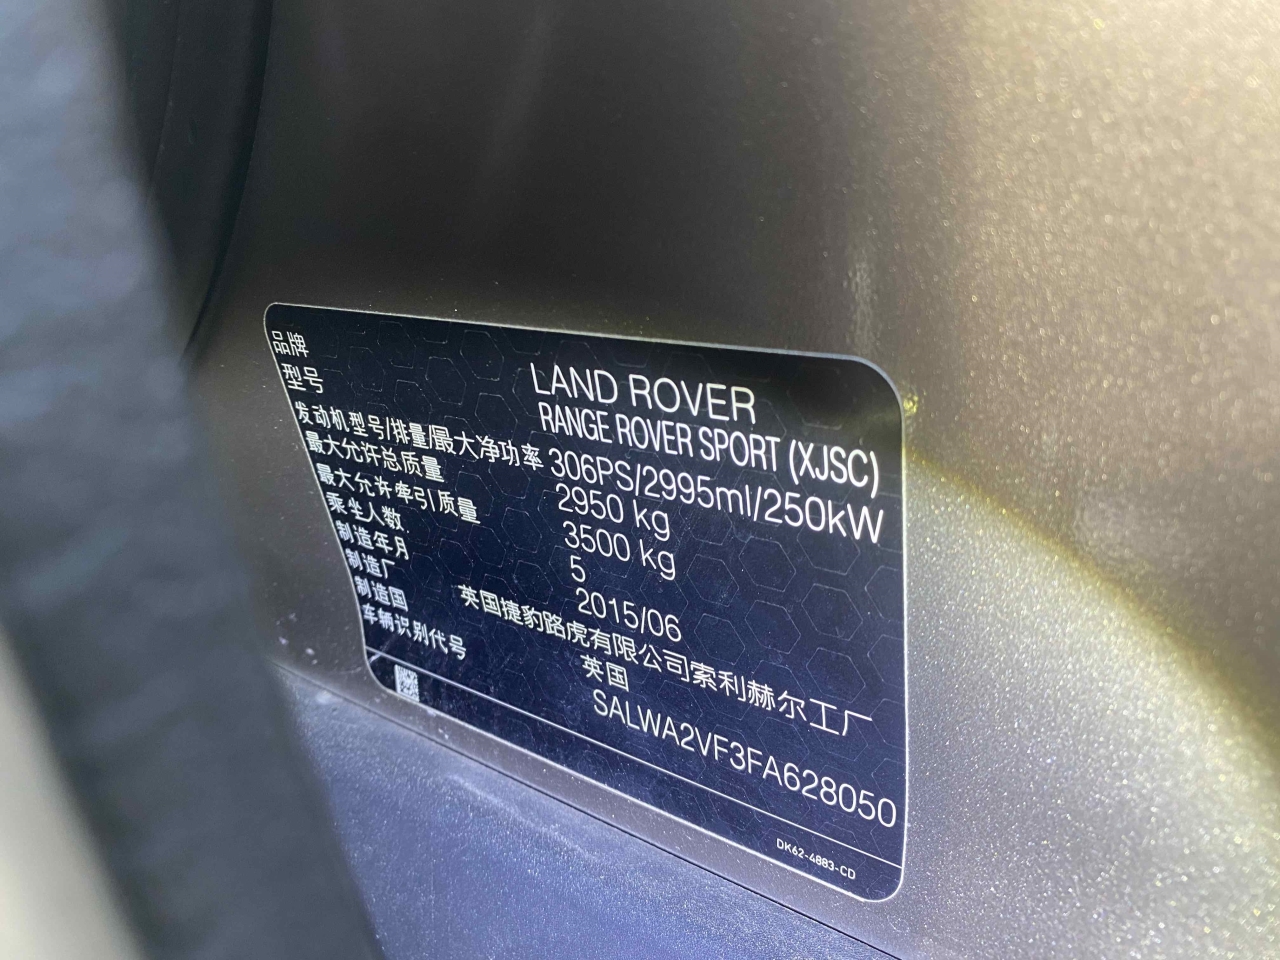 品牌 LAND ROVER
型号 RANGE ROVER SPORT (XJSC)
发动机型号/排量/最大净功率 306PS/2995ml/250kW
最大允许总质量 2950 kg
最大允许牵引质量 3500 kg
乘坐人数 5
制造年月 2015/06
制造厂 英国捷豹路虎有限公司索利赫尔工厂
制造国 英国
车辆识别代号 SALWA2VF3FA628050
DK62-4883-CD